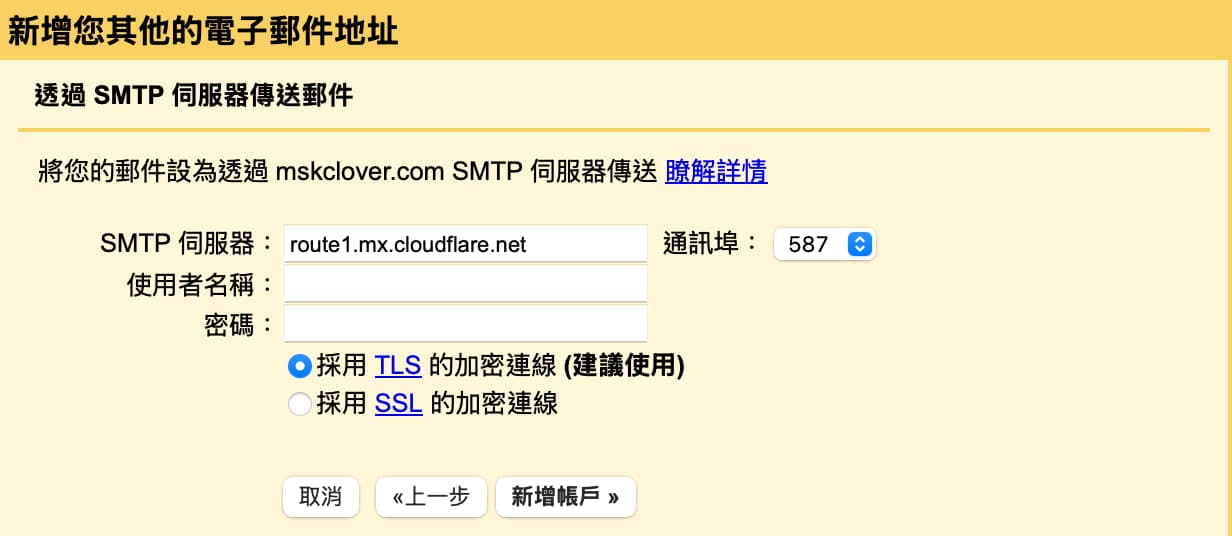 新增您其他的電子郵件地址
透過 SMTP 伺服器傳送郵件
將您的郵件設為透過 mskclover.com SMTP 伺服器傳送 瞭解詳情
SMTP 伺服器： route1.mx.cloudflare.net 通訊埠： 587
使用者名稱：
密碼：
採用 TLS 的加密連線 (建議使用)
採用 SSL 的加密連線
取消 «上一步 新增帳戶 »